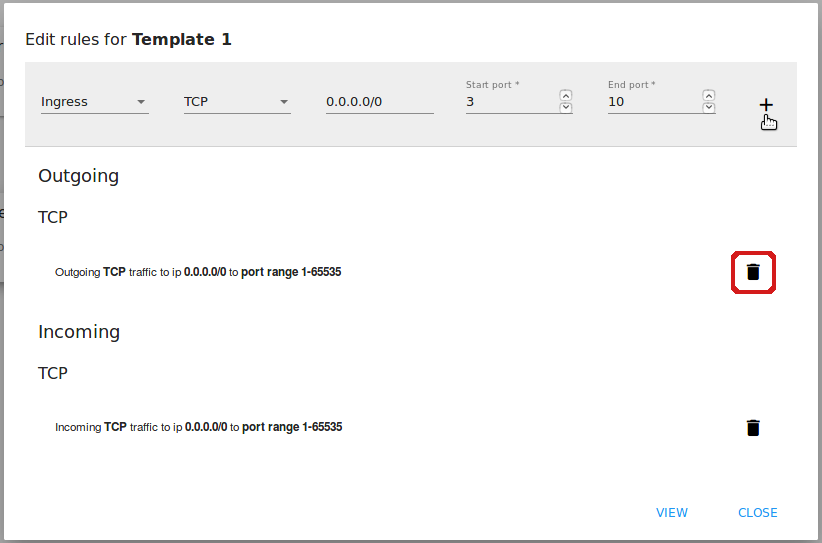 Edit rules for Template 1
Start port *
End port *
Ingress TCP 0.0.0.0/0 3 10 +
Outgoing
TCP
Outgoing TCP traffic to ip 0.0.0.0/0 to port range 1-65535
Incoming
TCP
Incoming TCP traffic to ip 0.0.0.0/0 to port range 1-65535
VIEW CLOSE